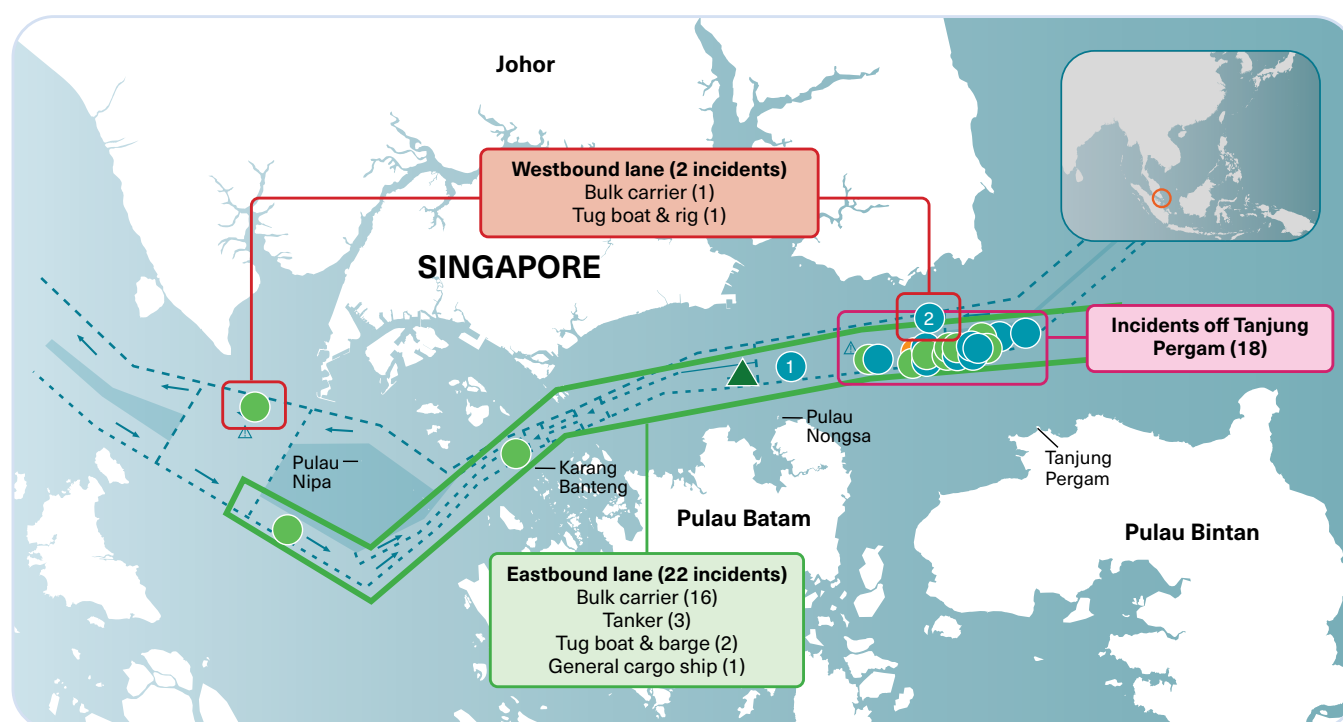 Johor
Westbound lane (2 incidents)
Bulk carrier (1)
Tug boat & rig (1)
SINGAPORE
2
Incidents off Tanjung
Pergam (18)
1
Pulau
Nongsa
Pulau
Nipa
Karang
Banteng
Tanjung
Pergam
Pulau Batam
Pulau Bintan
Eastbound lane (22 incidents)
Bulk carrier (16)
Tanker (3)
Tug boat & barge (2)
General cargo ship (1)